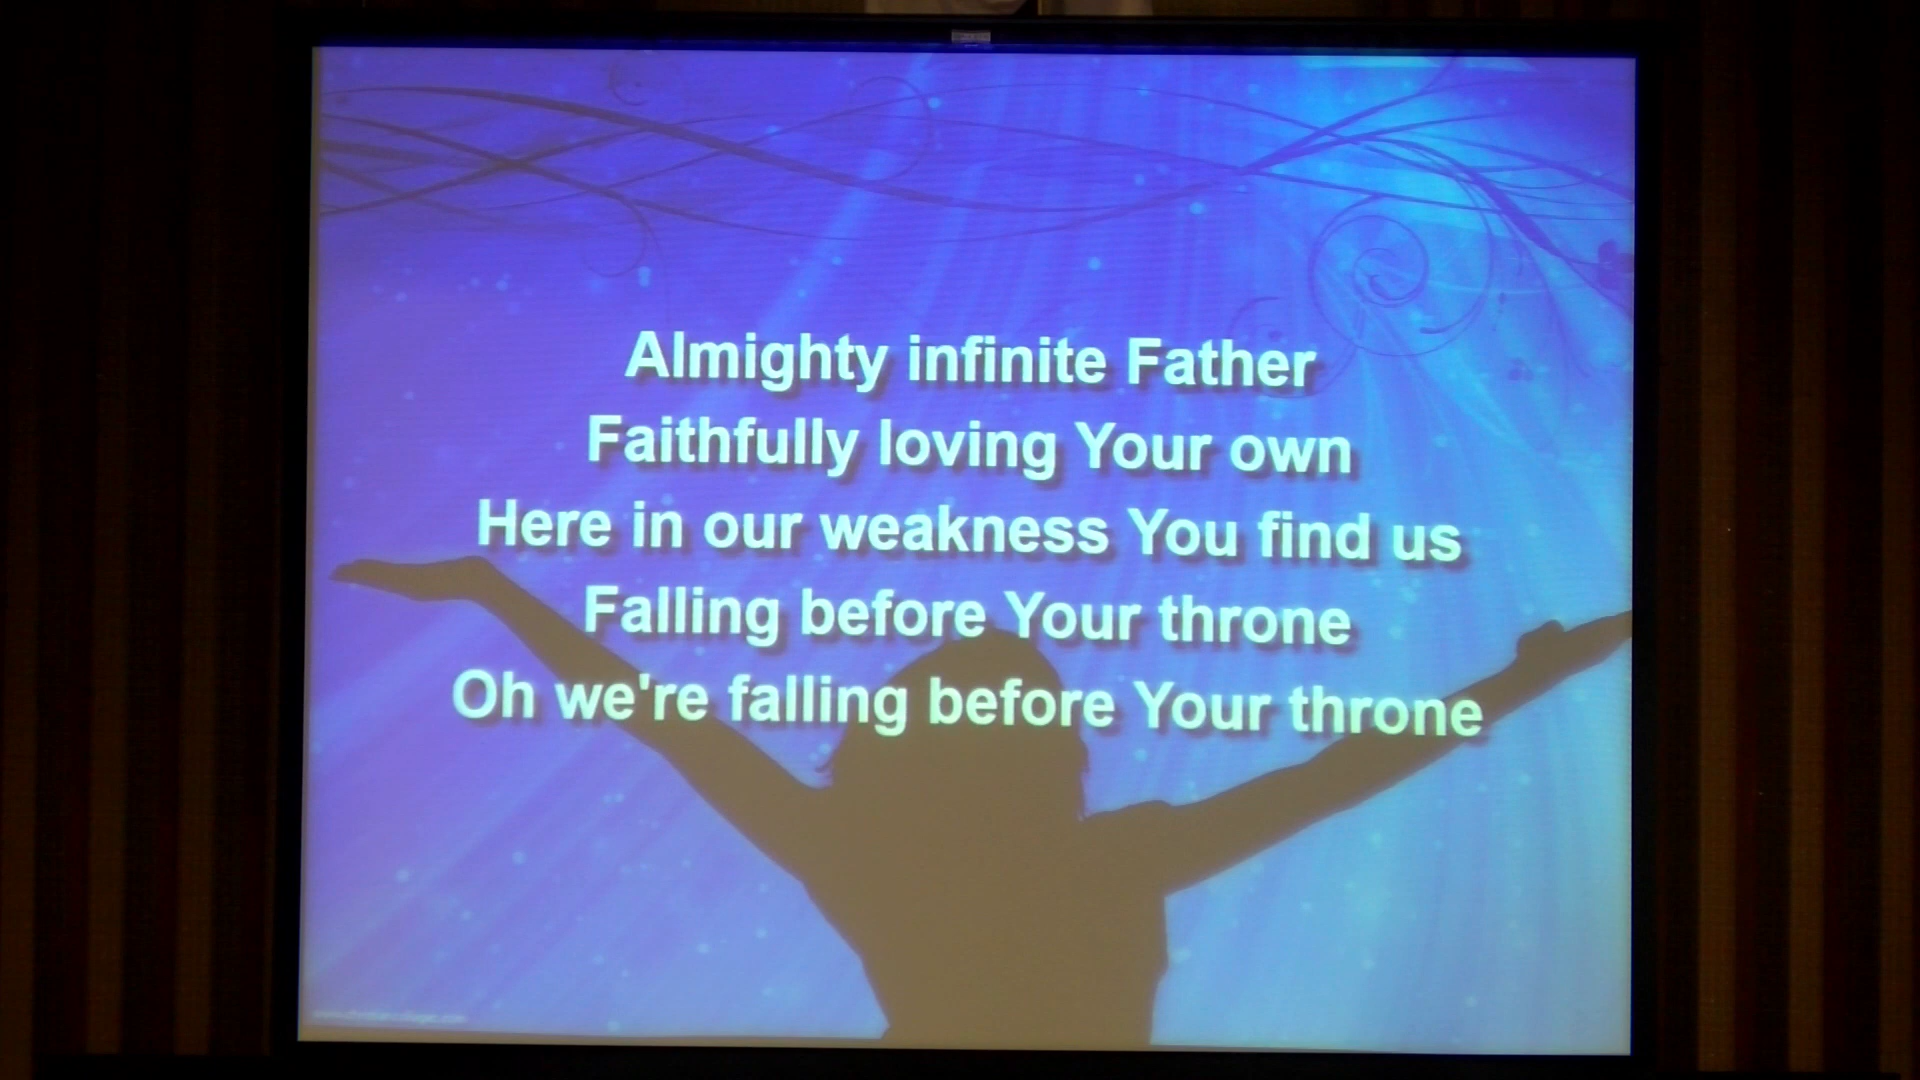 Almighty infinite Father
Faithfully loving Your own
Here in our weakness You find us
Falling before Your throne
Oh we're falling before Your throne